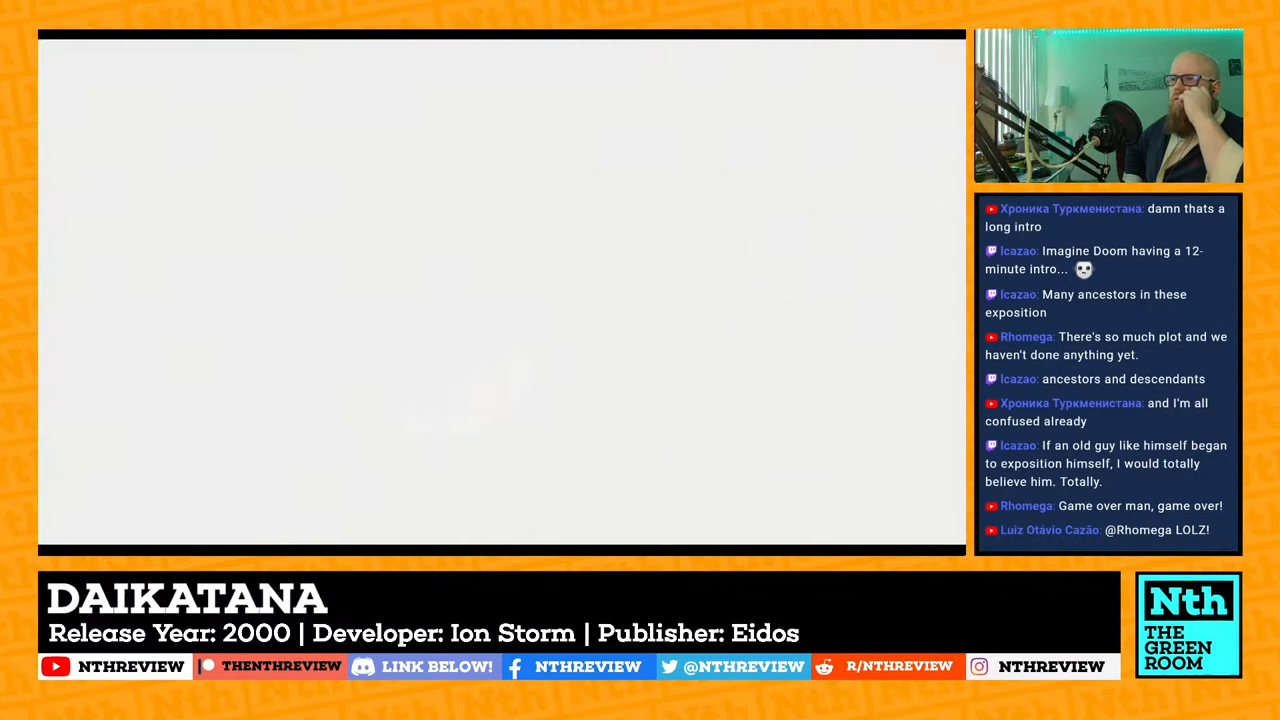 Хроника Туркменистана: damn thats a
long intro
Icazao: Imagine Doom having a 12-
minute intro...
Icazao: Many ancestors in these
exposition
Rhomega: There's so much plot and we
haven't done anything yet.
Icazao: ancestors and descendants
Хроника Туркменистана: and I'm all
confused already
Icazao: If an old guy like himself began
to exposition himself, I would totally
believe him. Totally.
Rhomega: Game over man, game over!
Luiz Otávio Cazão: @Rhomega LOLZ!
DAIKATANA
Release Year: 2000 | Developer: Ion Storm | Publisher: Eidos
NTHREVIEW
THENTHREVIEW
LINK BELOW!
NTHREVIEW
@NTHREVIEW
R/NTHREVIEW
NTHREVIEW
Nth
THE
GREEN
ROOM